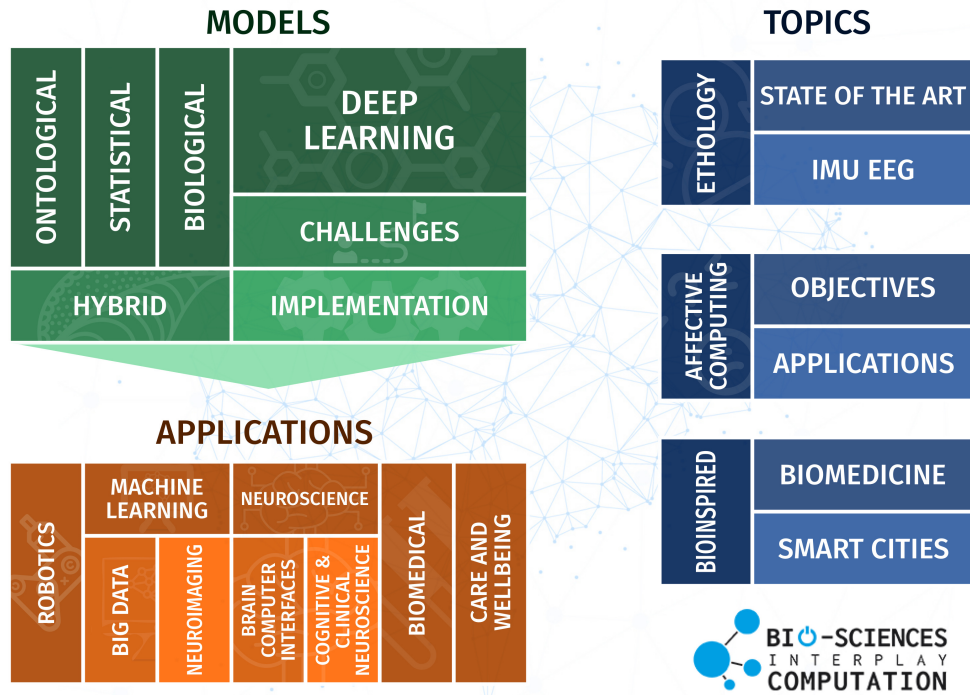 MODELS
ONTOLOGICAL
STATISTICAL
BIOLOGICAL
DEEP
LEARNING
CHALLENGES
HYBRID
IMPLEMENTATION
APPLICATIONS
ROBOTICS
MACHINE
LEARNING
BIG DATA
NEUROIMAGING
NEUROSCIENCE
BRAIN
COMPUTER
INTERFACES
COGNITIVE &
CLINICAL
NEUROSCIENCE
BIOMEDICAL
CARE AND
WELLBEING
TOPICS
ETHOLOGY
STATE OF THE ART
IMU EEG
AFFECTIVE
COMPUTING
OBJECTIVES
APPLICATIONS
BIOINSPIRED
BIOMEDICINE
SMART CITIES
BIO-SCIENCES
INTERPLAY
COMPUTATION